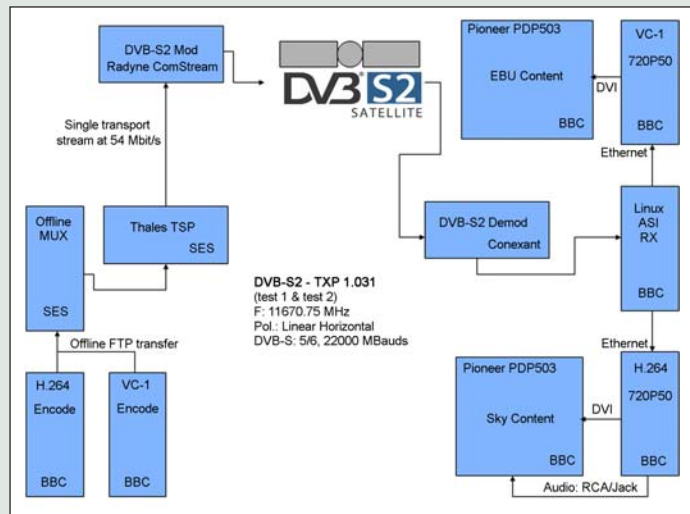 DVB-S2 Mod
Radyne ComStream
DVB S2
SATELLITE
Pioneer PDP503
EBU Content
BBC
DVI
VC-1
720P50
BBC
Ethernet
Single transport
stream at 54 Mbit/s
Offline
MUX
SES
Thales TSP
SES
DVB-S2 Demod
Conexant
Linux
ASI
RX
BBC
DVB-S2 - TXP 1.031
(test 1 & test 2)
F: 11670.75 MHz
Pol.: Linear Horizontal
DVB-S: 5/6, 22000 MBauds
Offline FTP transfer
H.264
Encode
BBC
VC-1
Encode
BBC
Ethernet
Pioneer PDP503
Sky Content
BBC
DVI
H.264
720P50
BBC
Audio: RCA/Jack